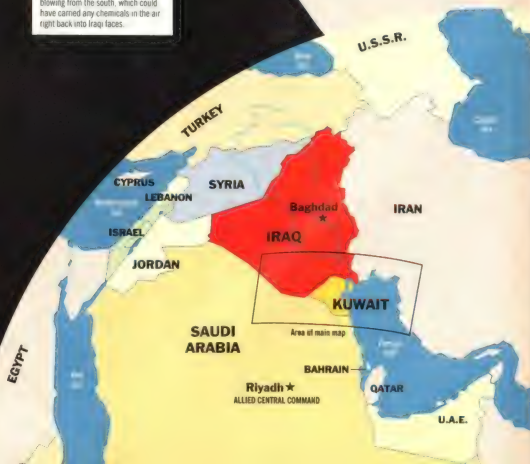 blowing from the south, which could
have carried any chemicals in the air
right back into Iraqi faces.
U.S.S.R.
TURKEY
CYPRUS
SYRIA
LEBANON
Baghdad
IRAN
ISRAEL
IRAQ
JORDAN
KUWAIT
SAUDI
ARABIA
Area of main map
EGYPT
BAHRAIN
Riyadh
ALLIED CENTRAL COMMAND
QATAR
U.A.E.